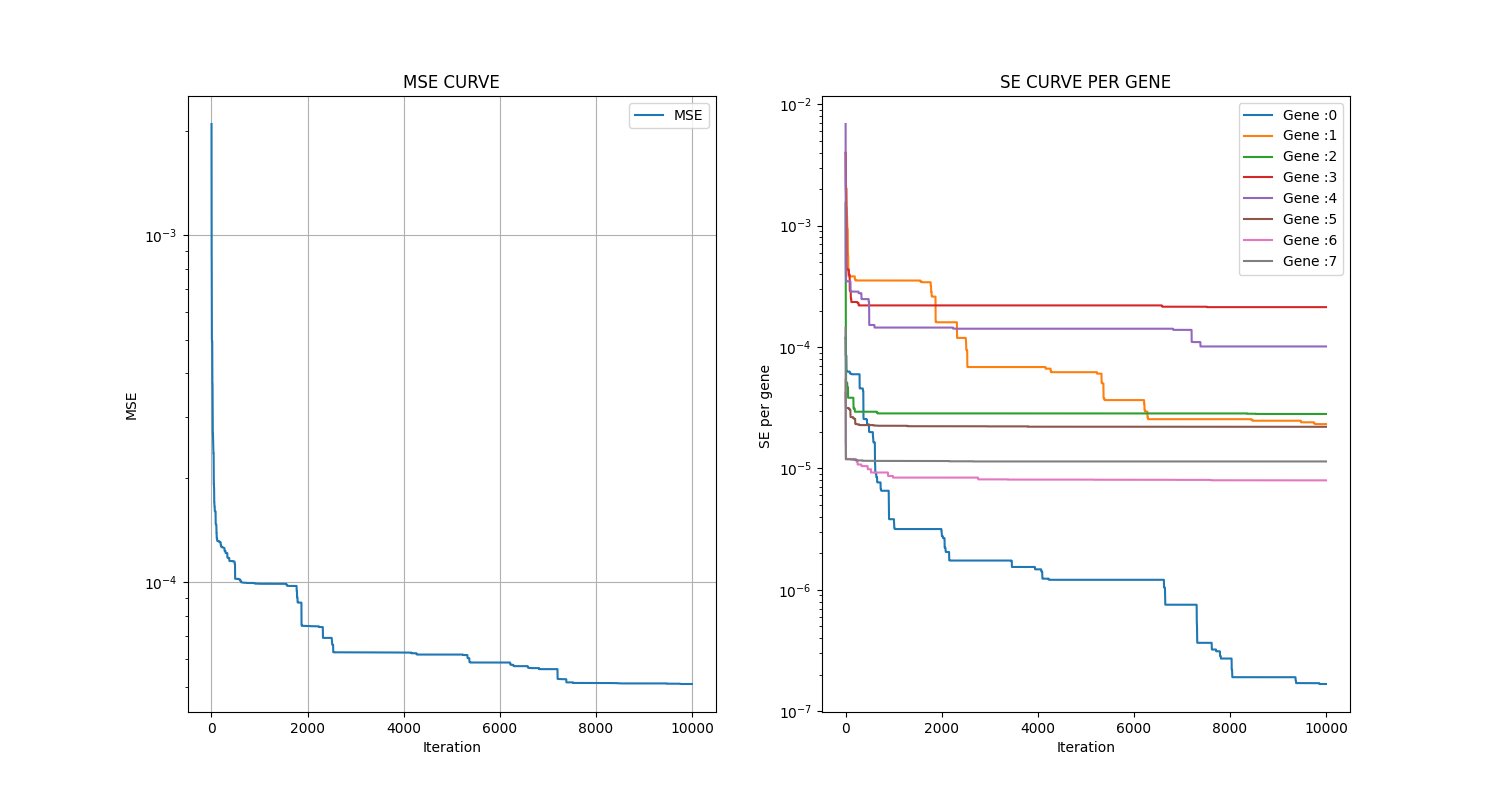 MSE CURVE
MSE
10^-3
10^-4
MSE
0 2000 4000 6000 8000 10000
Iteration
SE CURVE PER GENE
Gene :0
Gene :1
Gene :2
Gene :3
Gene :4
Gene :5
Gene :6
Gene :7
10^-2
10^-3
10^-4
10^-5
10^-6
10^-7
SE per gene
0 2000 4000 6000 8000 10000
Iteration